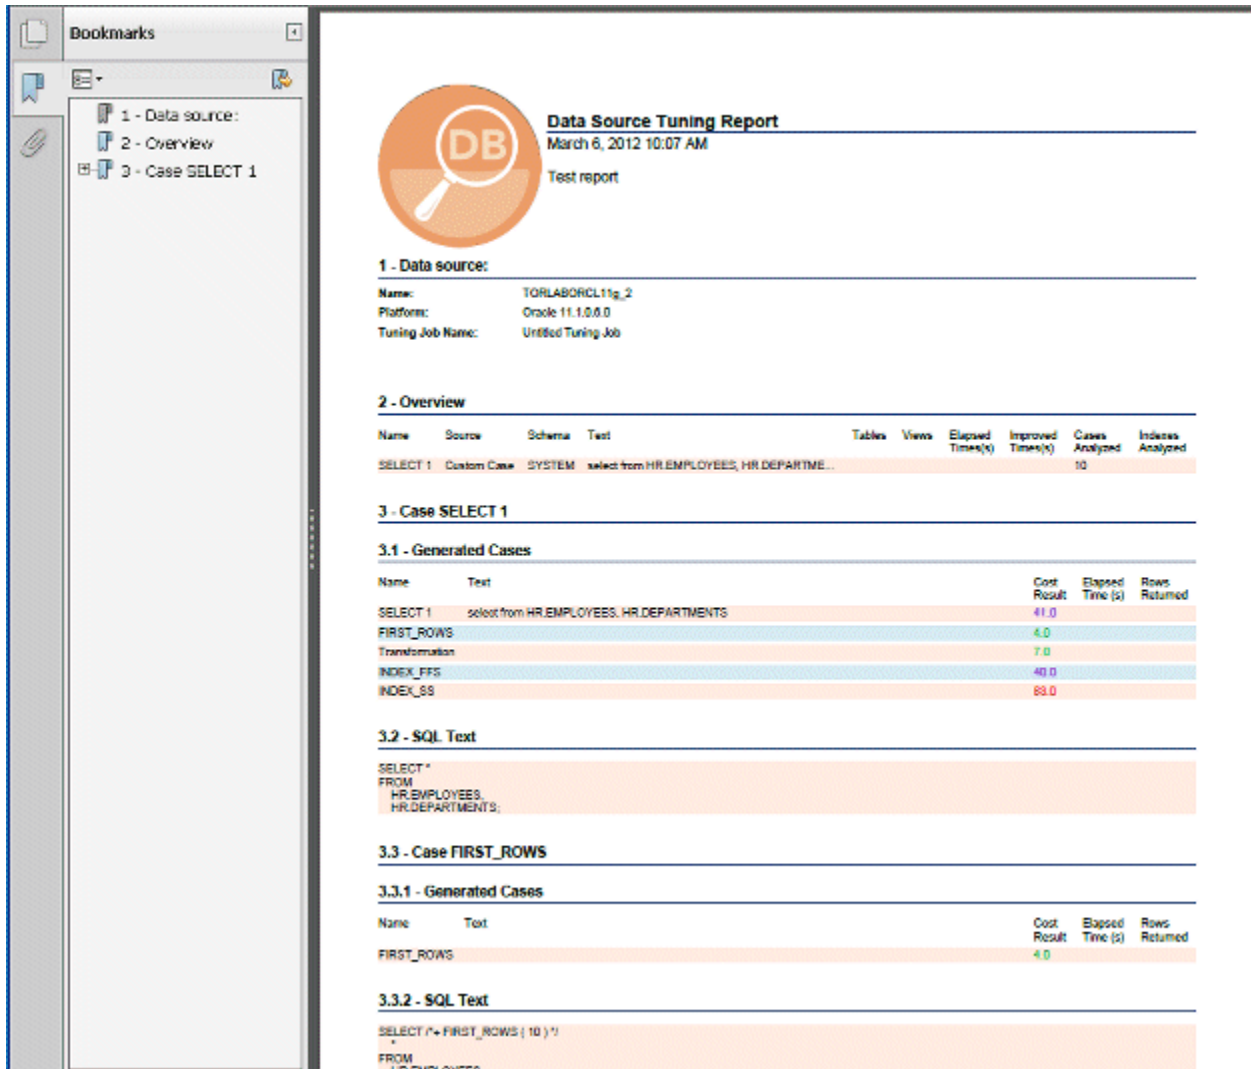 Bookmarks
1 - Data source:
2 - Overview
3 - Case SELECT 1
DB
Data Source Tuning Report
March 6, 2012 10:07 AM
Test report
1 - Data source:
Name: TORLABORCL11g_2
Platform: Oracle 11.1.0.6.0
Tuning Job Name: Untitled Tuning Job
2 - Overview
Name Source Schema Text Tables Views Elapsed Times(s) Improved Times(s) Cases Analyzed Indexes Analyzed
SELECT 1 Custom Case SYSTEM select from HR.EMPLOYEES, HR.DEPARTME... 10
3 - Case SELECT 1
3.1 - Generated Cases
Name Text Cost Result Elapsed Time (s) Rows Returned
SELECT 1 select from HR.EMPLOYEES, HR.DEPARTMENTS 41.0
FIRST_ROWS 4.0
Transformation 7.0
INDEX_FFS 40.0
INDEX_SS
3.2 - SQL Text
SELECT *
FROM
HR.EMPLOYEES,
HR.DEPARTMENTS;
3.3 - Case FIRST_ROWS
3.3.1 - Generated Cases
Name Text Cost Result Elapsed Time (s) Rows Returned
FIRST_ROWS 4.0
3.3.2 - SQL Text
SELECT /*+ FIRST_ROWS ( 10 ) */
*
FROM